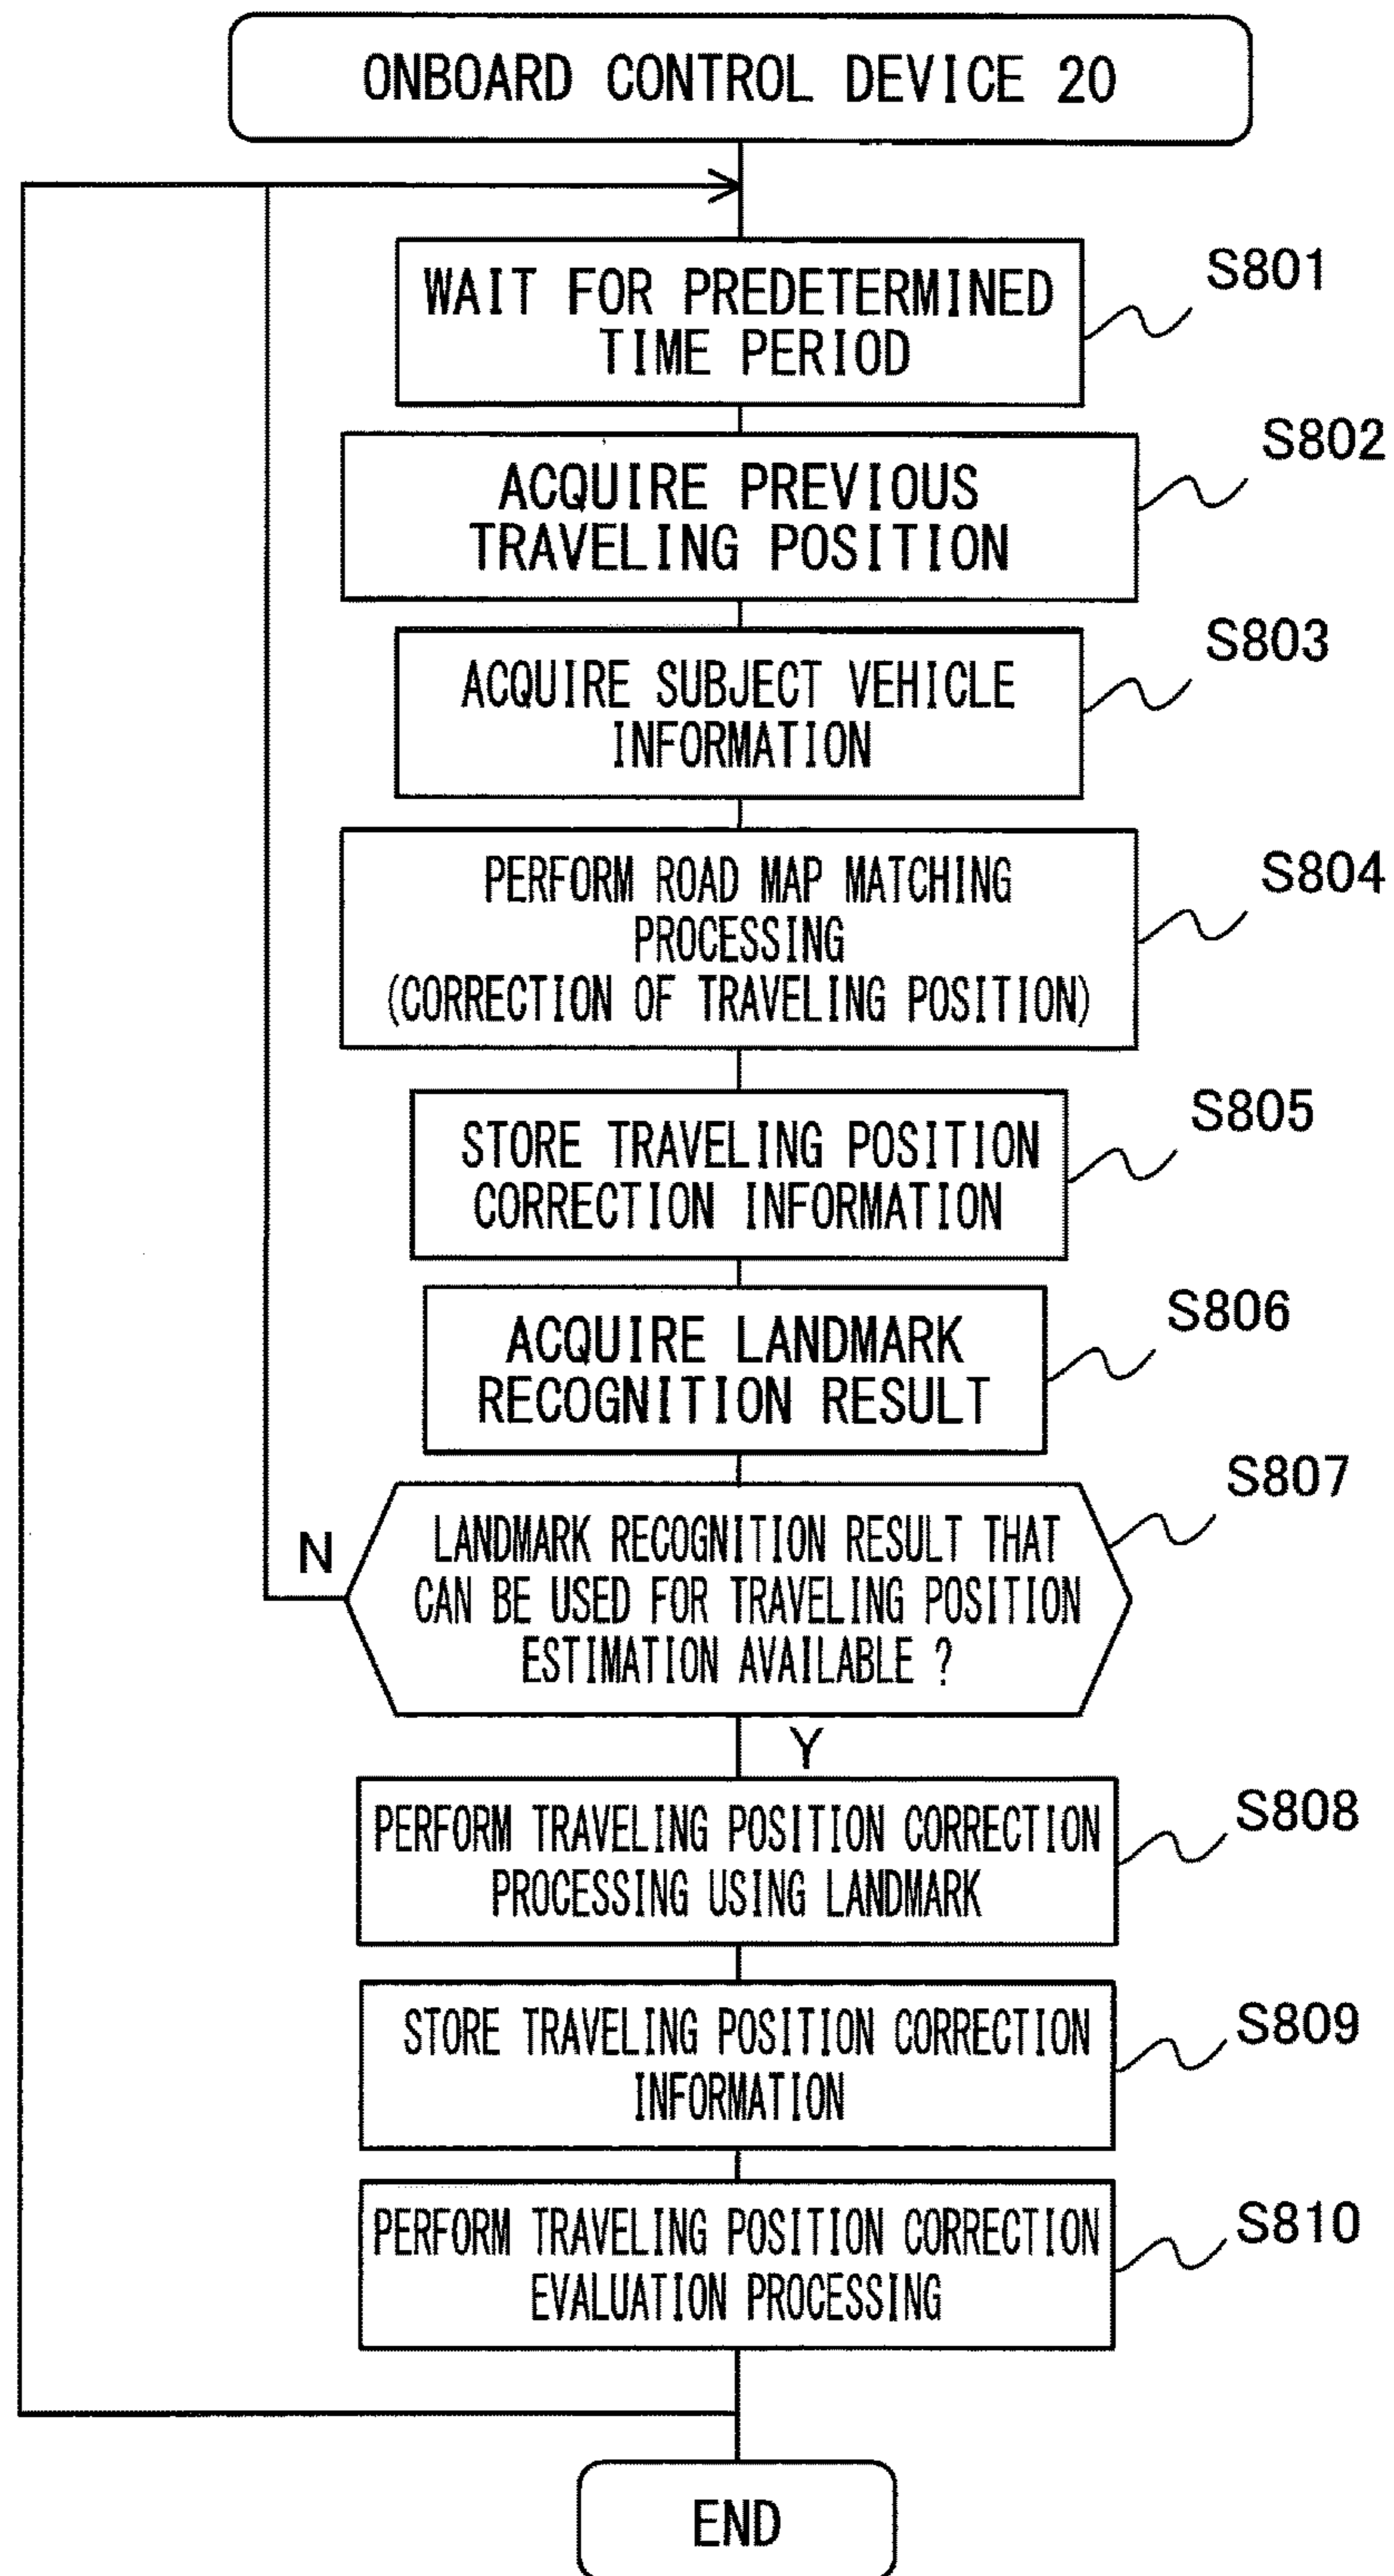 ONBOARD CONTROL DEVICE 20
WAIT FOR PREDETERMINED
TIME PERIOD
S801
ACQUIRE PREVIOUS
TRAVELING POSITION
S802
ACQUIRE SUBJECT VEHICLE
INFORMATION
S803
PERFORM ROAD MAP MATCHING
PROCESSING
(CORRECTION OF TRAVELING POSITION)
S804
STORE TRAVELING POSITION
CORRECTION INFORMATION
S805
ACQUIRE LANDMARK
RECOGNITION RESULT
S806
LANDMARK RECOGNITION RESULT THAT
CAN BE USED FOR TRAVELING POSITION
ESTIMATION AVAILABLE ?
S807
N
Y
PERFORM TRAVELING POSITION CORRECTION
PROCESSING USING LANDMARK
S808
STORE TRAVELING POSITION CORRECTION
INFORMATION
S809
PERFORM TRAVELING POSITION CORRECTION
EVALUATION PROCESSING
S810
END